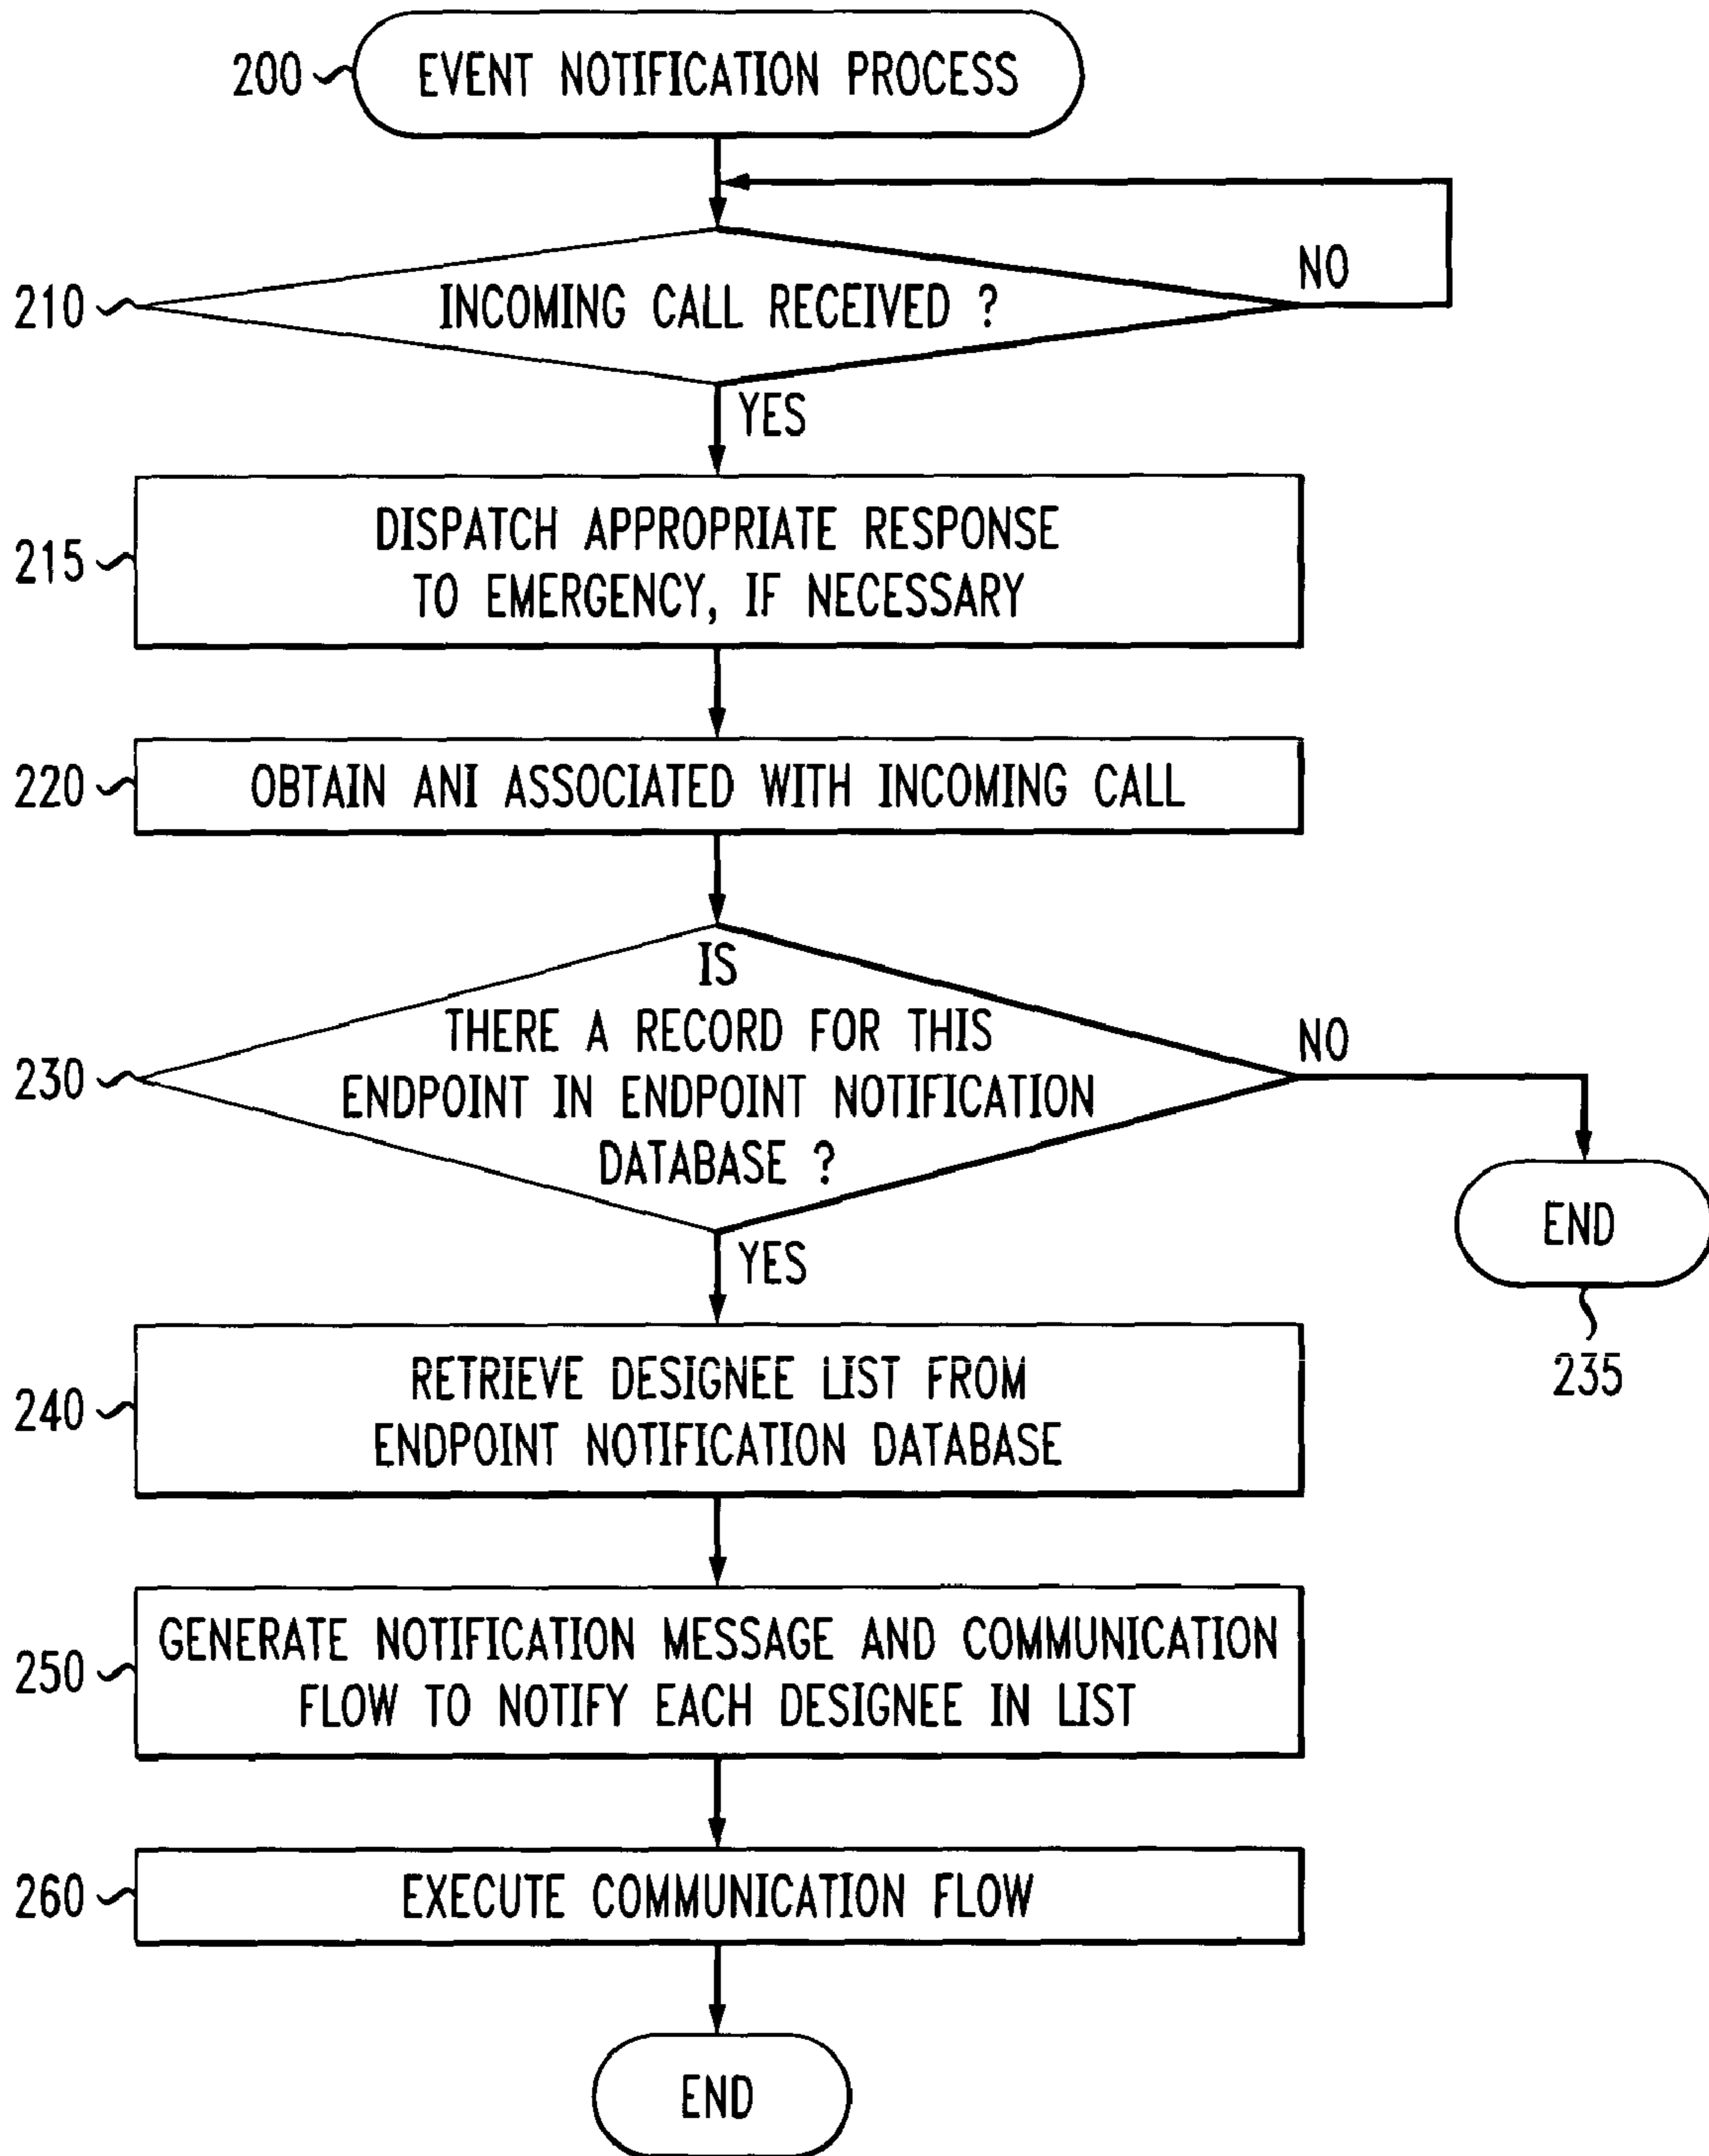 200
EVENT NOTIFICATION PROCESS
210
INCOMING CALL RECEIVED ?
NO
YES
215
DISPATCH APPROPRIATE RESPONSE
TO EMERGENCY, IF NECESSARY
220
OBTAIN ANI ASSOCIATED WITH INCOMING CALL
230
IS
THERE A RECORD FOR THIS
ENDPOINT IN ENDPOINT NOTIFICATION
DATABASE ?
NO
END
235
YES
240
RETRIEVE DESIGNEE LIST FROM
ENDPOINT NOTIFICATION DATABASE
250
GENERATE NOTIFICATION MESSAGE AND COMMUNICATION
FLOW TO NOTIFY EACH DESIGNEE IN LIST
260
EXECUTE COMMUNICATION FLOW
END